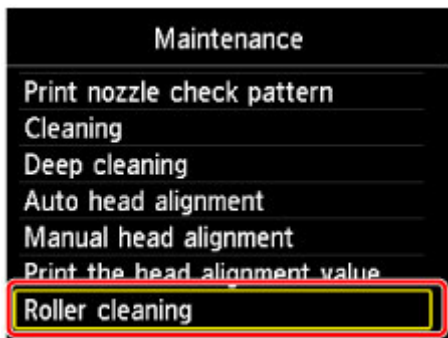 Maintenance
Print nozzle check pattern
Cleaning
Deep cleaning
Auto head alignment
Manual head alignment
Print the head alignment value
Roller cleaning